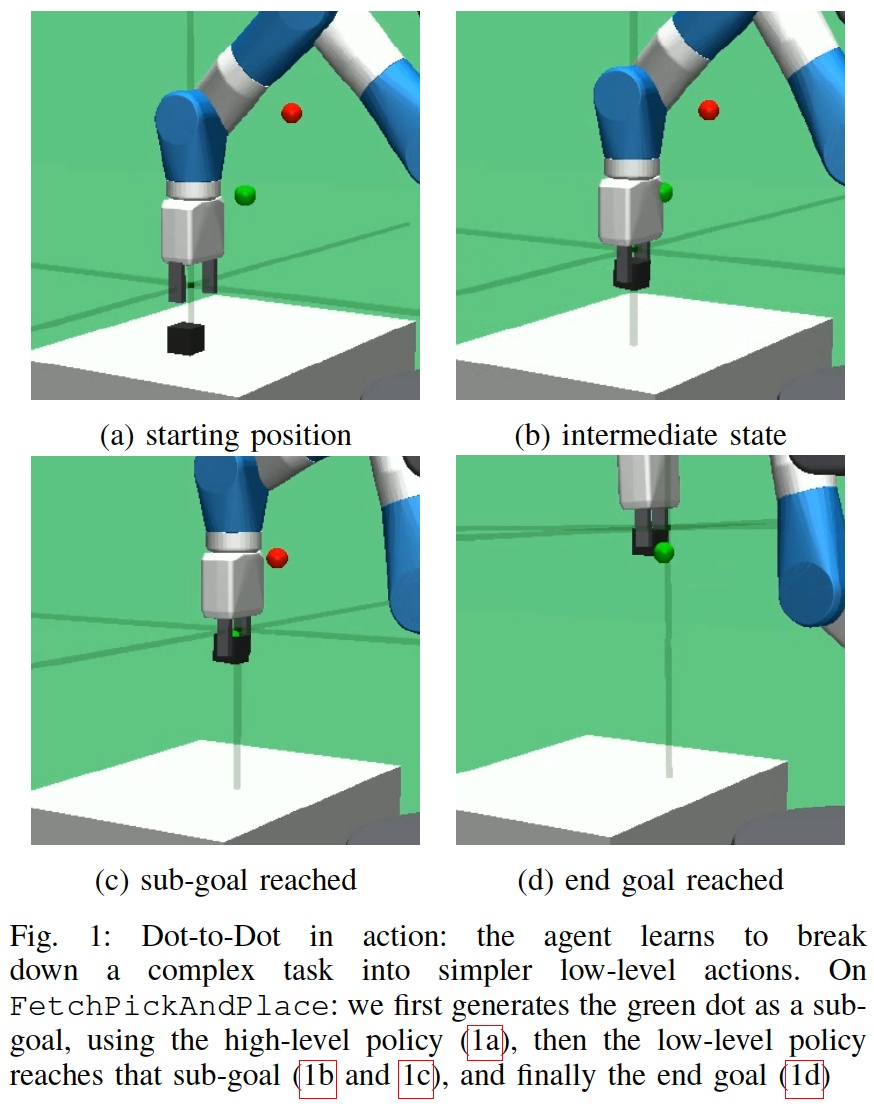 (a) starting position
(b) intermediate state
(c) sub-goal reached
(d) end goal reached
Fig. 1: Dot-to-Dot in action: the agent learns to break
down a complex task into simpler low-level actions. On
FetchPickAndPlace: we first generates the green dot as a sub-
goal, using the high-level policy (1a), then the low-level policy
reaches that sub-goal (1b and 1c), and finally the end goal (1d)